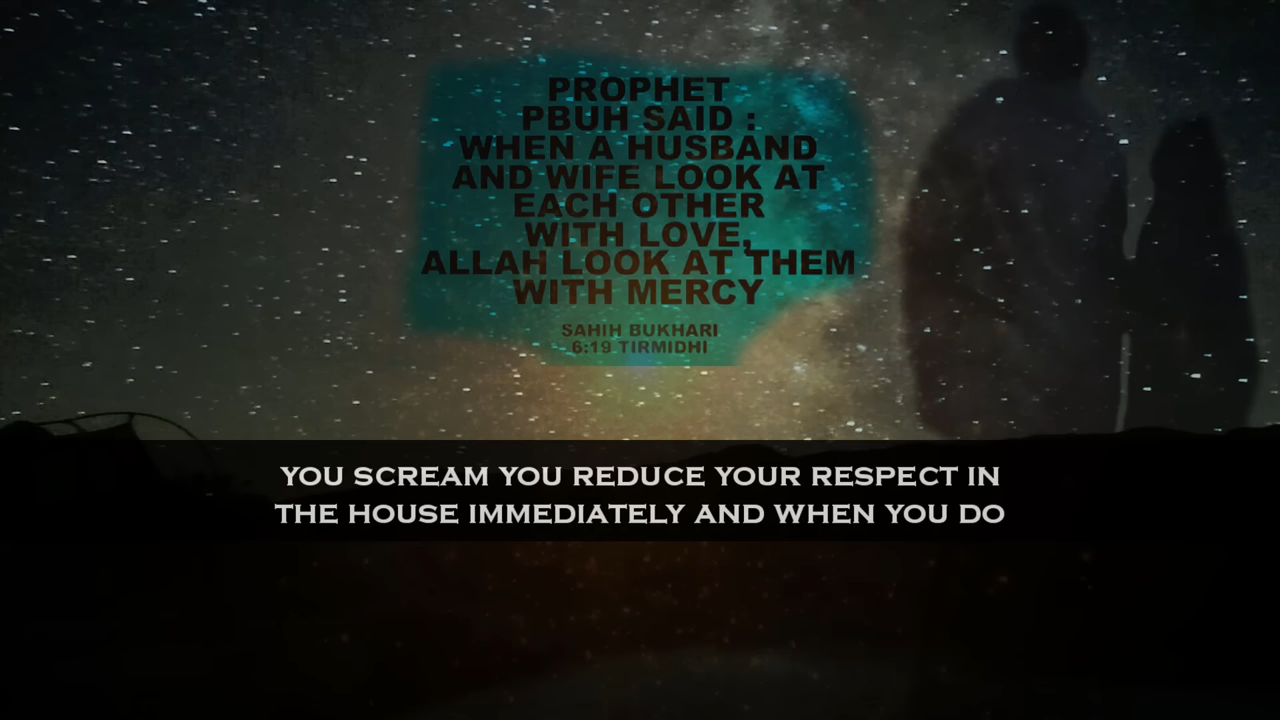 PROPHET
PBUH SAID :
WHEN A HUSBAND
AND WIFE LOOK AT
EACH OTHER
WITH LOVE,
ALLAH LOOK AT THEM
WITH MERCY
SAHIH BUKHARI
6:19 TIRMIDHI
YOU SCREAM YOU REDUCE YOUR RESPECT IN
THE HOUSE IMMEDIATELY AND WHEN YOU DO